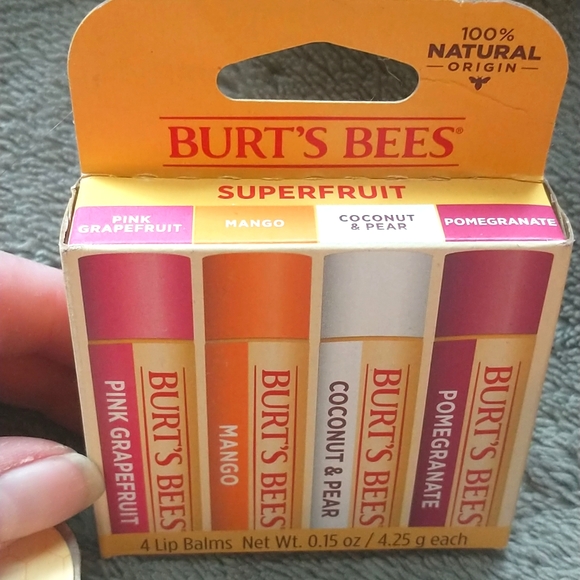 100%
NATURAL
ORIGIN
BURT'S BEES®
SUPERFRUIT
PINK
GRAPEFRUIT
MANGO
COCONUT
& PEAR
POMEGRANATE
PINK GRAPEFRUIT
BURT'S BEES
MANGO
BURT'S BEES
COCONUT & PEAR
BURT'S BEES
POMEGRANATE
BURT'S BEES
4 Lip Balms Net Wt. 0.15 oz / 4.25 g each